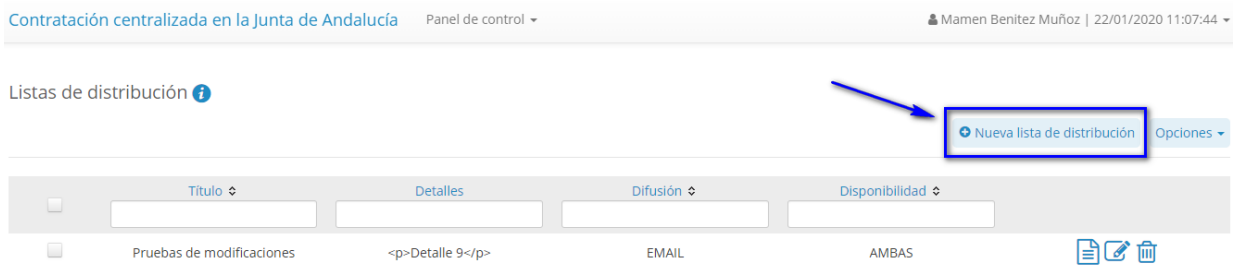 Contratación centralizada en la Junta de Andalucía Panel de control Mamen Benitez Muñoz | 22/01/2020 11:07:44
Listas de distribución
Nueva lista de distribución Opciones
Título Detalles Difusión Disponibilidad
Pruebas de modificaciones <p>Detalle 9</p> EMAIL AMBAS